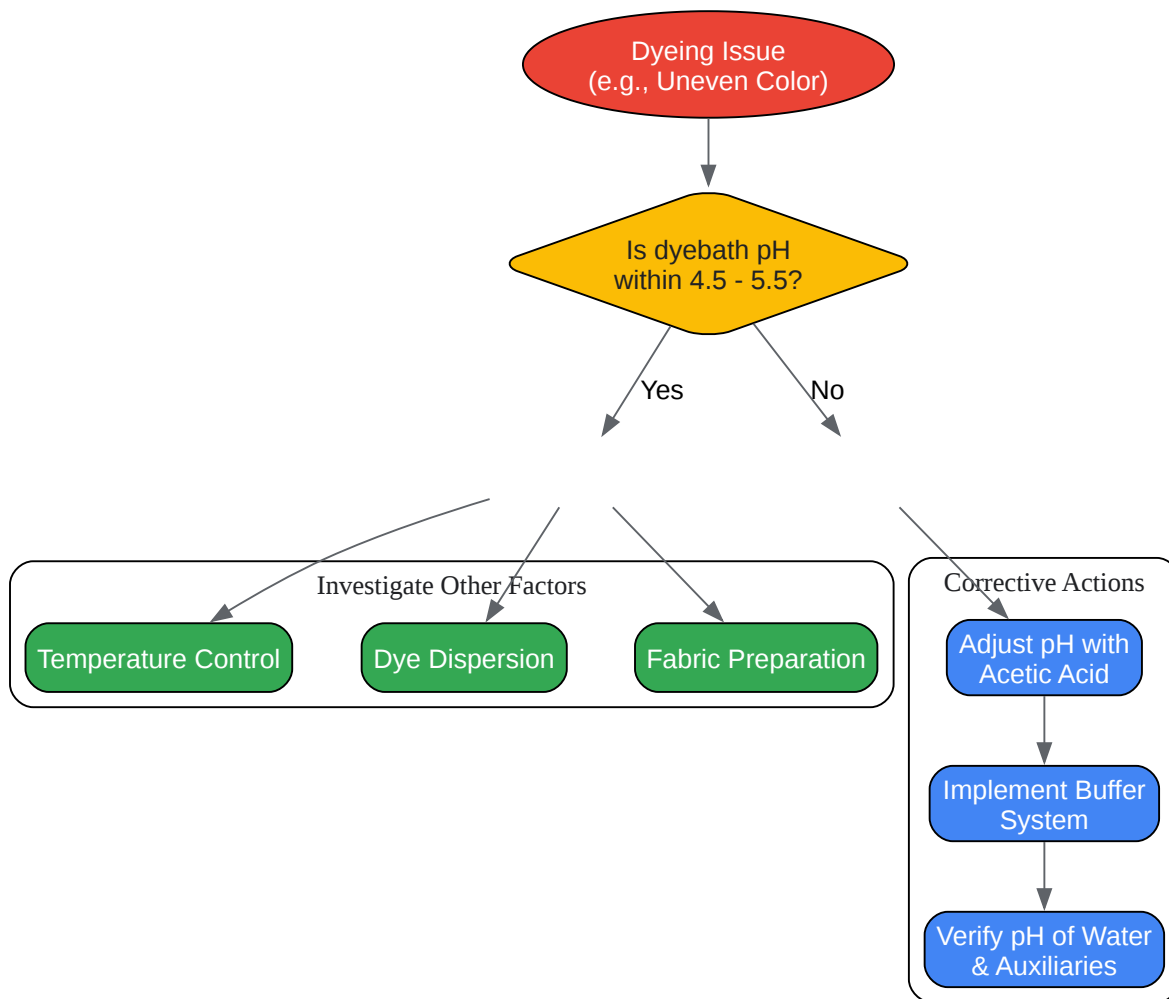 Dyeing Issue
(e.g., Uneven Color)
Is dyebath pH
within 4.5 - 5.5?
Yes
No
Investigate Other Factors
Temperature Control
Dye Dispersion
Fabric Preparation
Corrective Actions
Adjust pH with
Acetic Acid
Implement Buffer
System
Verify pH of Water
& Auxiliaries